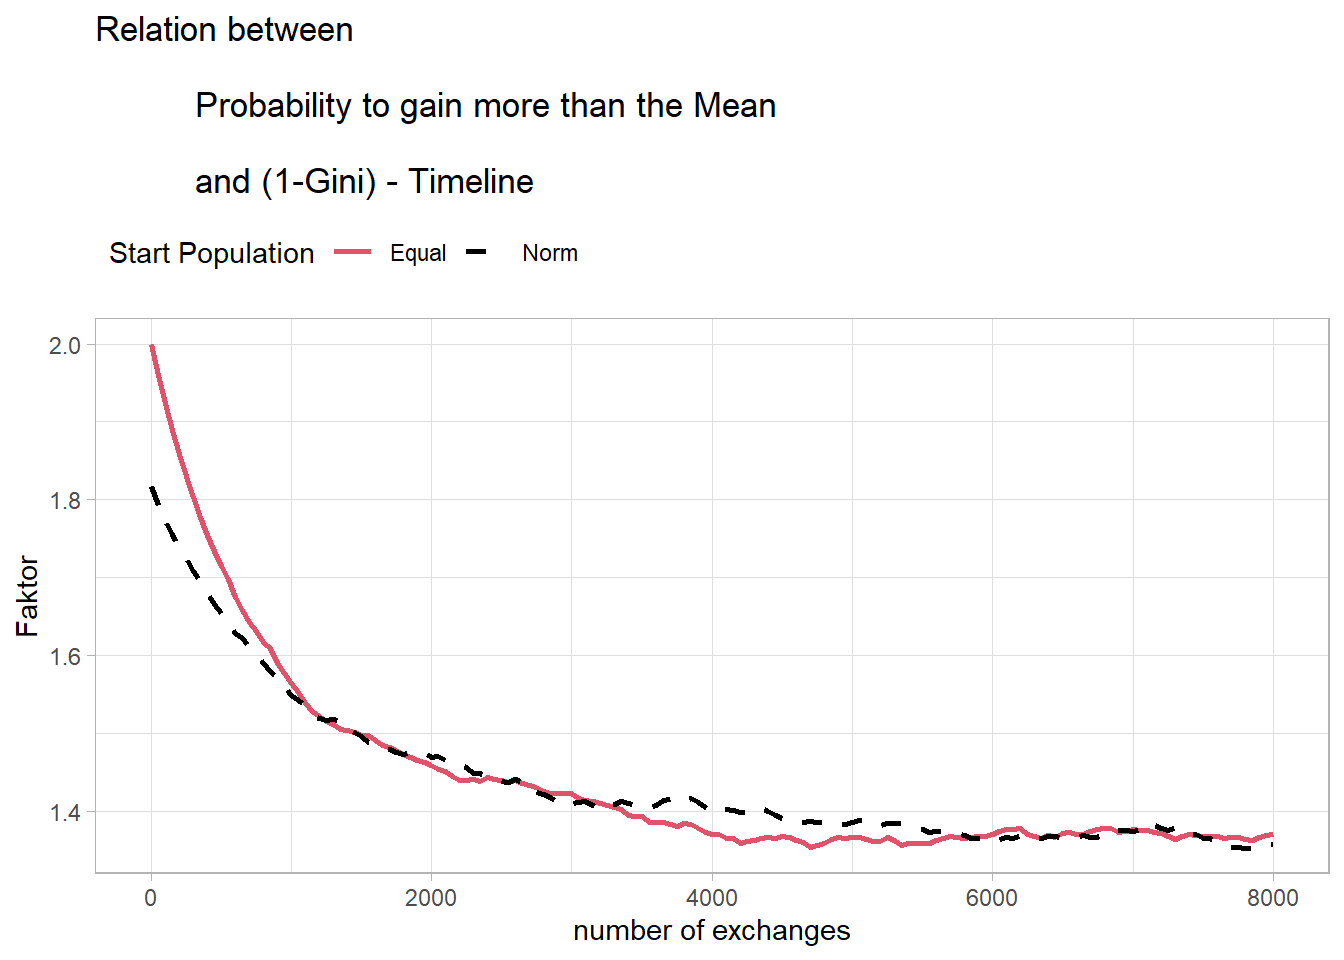 Relation between
Probability to gain more than the Mean
and (1-Gini) - Timeline
Start Population Equal Norm
2.0
1.8
1.6
1.4
Faktor
0 2000 4000 6000 8000
number of exchanges